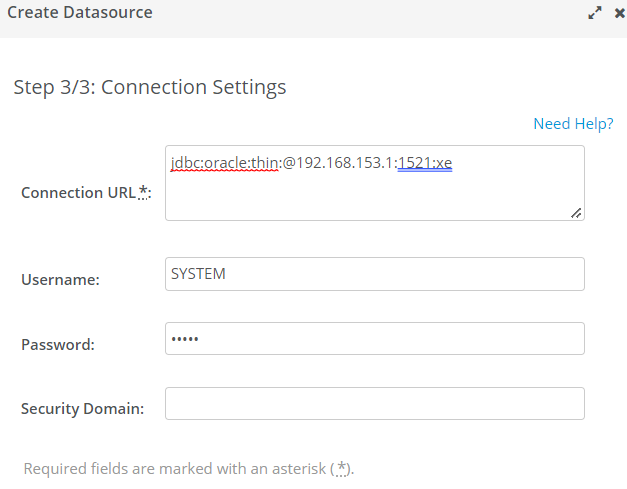 Create Datasource
Step 3/3: Connection Settings
Need Help?
Connection URL*:
jdbc:oracle:thin:@192.168.153.1:1521:xe
Username:
SYSTEM
Password:
•••••
Security Domain:
Required fields are marked with an asterisk (*).